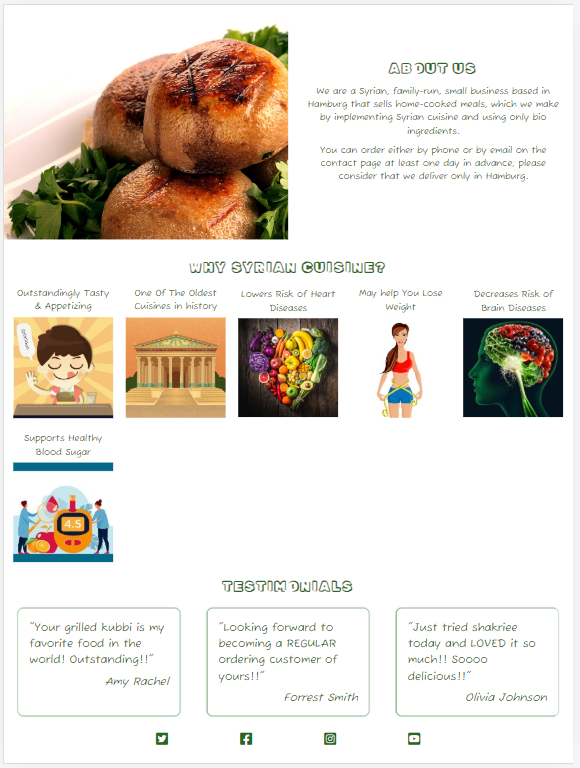 ABOUT US
We are a Syrian, family-run, small business based in
Hamburg that sells home-cooked meals, which we make
by implementing Syrian cuisine and using only bio
ingredients.
You can order either by phone or by email on the
contact page at least one day in advance, please
consider that we deliver only in Hamburg.
WHY SYRIAN CUISINE?
Outstandingly Tasty
& Appetizing
One Of The Oldest
Cuisines in history
Lowers Risk of Heart
Diseases
May help You Lose
Weight
Decreases Risk of
Brain Diseases
Supports Healthy
Blood Sugar
4.5
TESTIMONIALS
"Your grilled kubbi is my
favorite food in the
world! Outstanding!!"
Amy Rachel
"Looking forward to
becoming a REGULAR
ordering customer of
yours!!"
Forrest Smith
"Just tried shakriee
today and LOVED it so
much!! Soooo
delicious!!"
Olivia Johnson